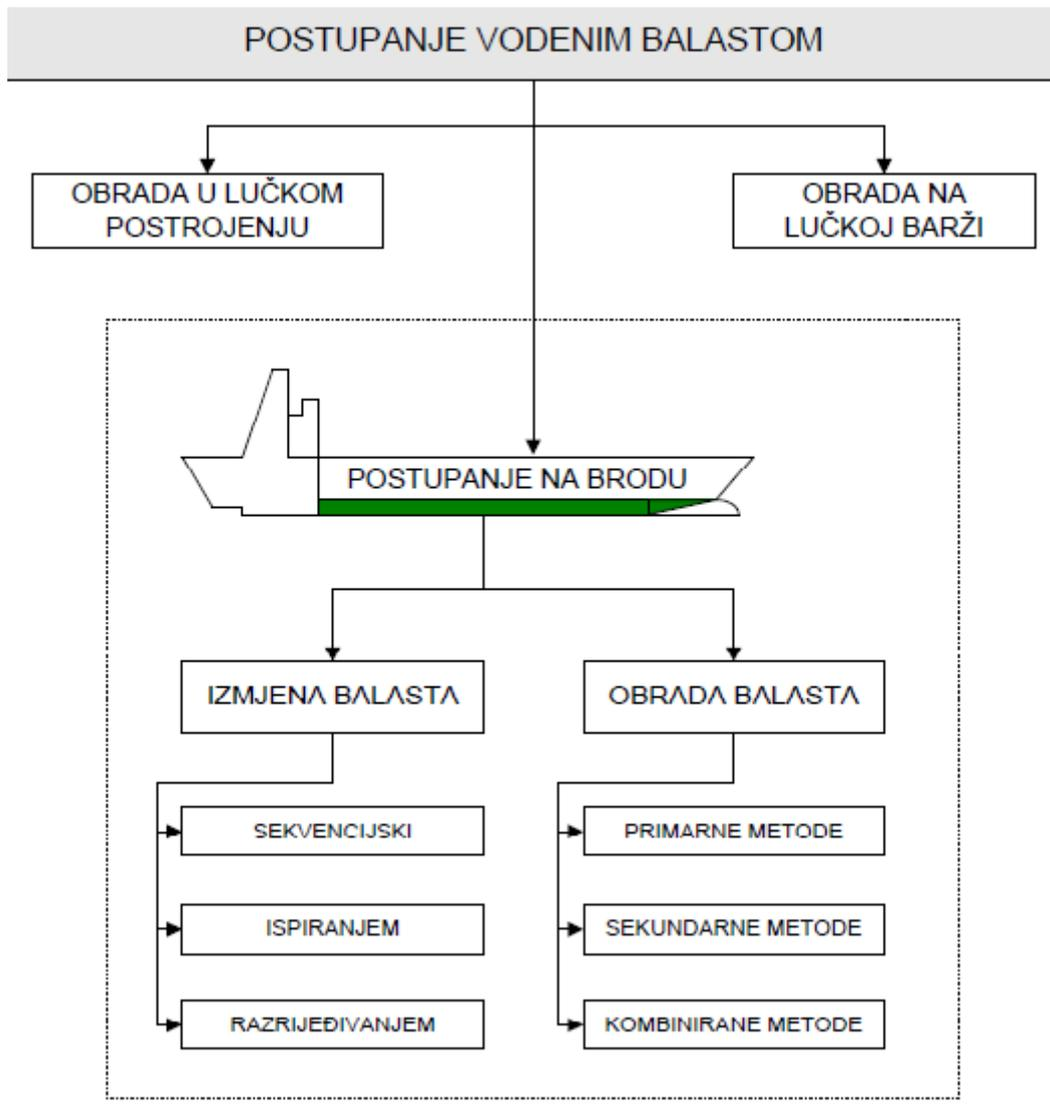 POSTUPANJE VODENIM BALASTOM
OBRADA U LUČKOM
POSTROJENJU
OBRADA NA
LUČKOJ BARŽI
POSTUPANJE NA BRODU
IZMJENA BALASTA
OBRADA BALASTA
SEKVENCIJSKI
PRIMARNE METODE
ISPIRANJEM
SEKUNDARNE METODE
RAZRIJEĐIVANJEM
KOMBINIRANE METODE